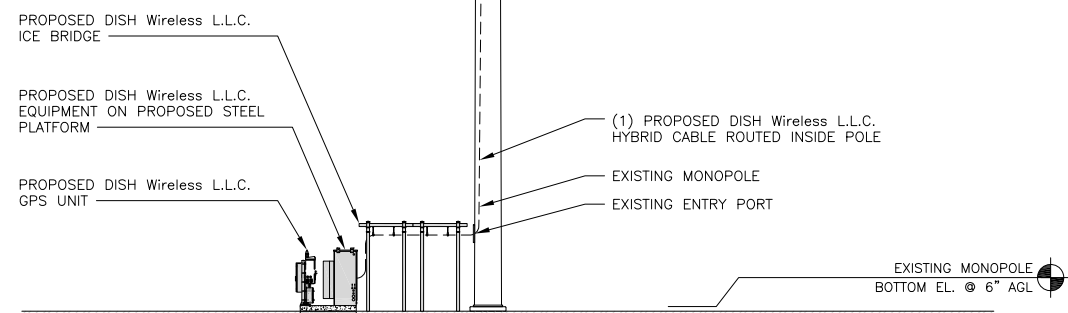 PROPOSED DISH Wireless L.L.C.
ICE BRIDGE
PROPOSED DISH Wireless L.L.C.
EQUIPMENT ON PROPOSED STEEL
PLATFORM
PROPOSED DISH Wireless L.L.C.
GPS UNIT
(1) PROPOSED DISH Wireless L.L.C.
HYBRID CABLE ROUTED INSIDE POLE
EXISTING MONOPOLE
EXISTING ENTRY PORT
EXISTING MONOPOLE
BOTTOM EL. @ 6" AGL